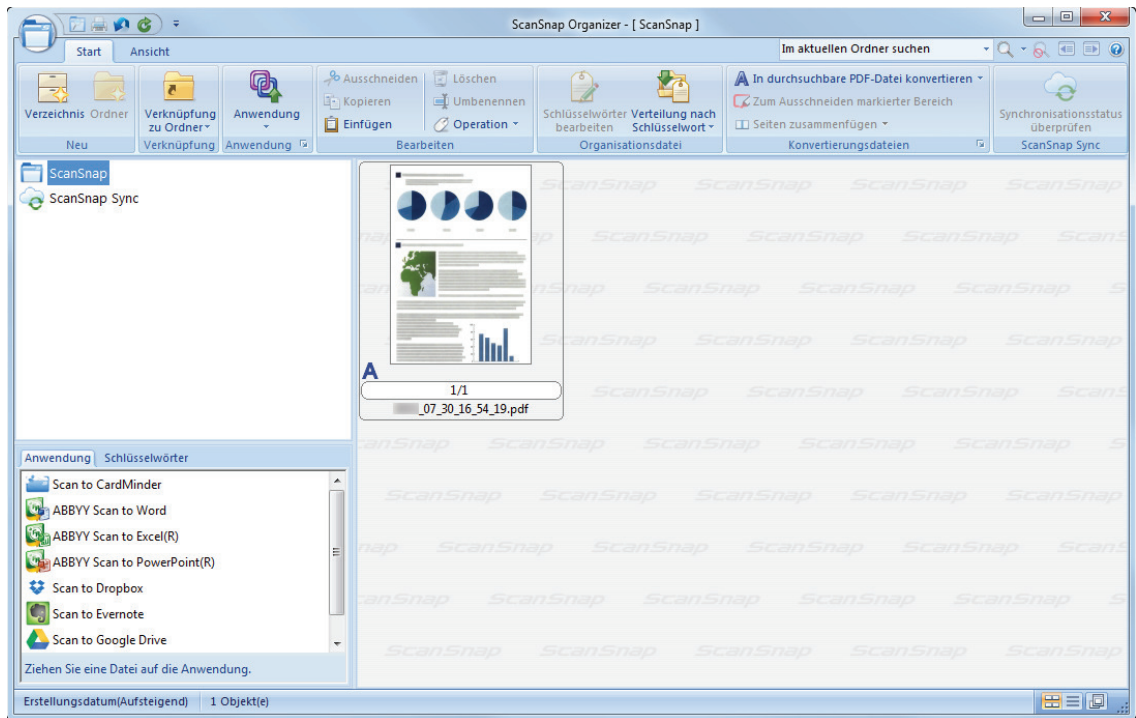 ScanSnap Organizer - [ ScanSnap ]
Start Ansicht
Im aktuellen Ordner suchen
Verzeichnis Ordner
Neu
Verknüpfung
zu Ordner
Verknüpfung
Anwendung
Anwendung
Ausschneiden
Kopieren
Einfügen
Löschen
Umbenennen
Operation
Bearbeiten
Schlüsselwörter
bearbeiten
Verteilung nach
Schlüsselwort
Organisationsdatei
In durchsuchbare PDF-Datei konvertieren
Zum Ausschneiden markierter Bereich
Seiten zusammenfügen
Konvertierungsdateien
Synchronisationsstatus
überprüfen
ScanSnap Sync
ScanSnap
ScanSnap Sync
A
1/1
_07_30_16_54_19.pdf
Anwendung Schlüsselwörter
Scan to CardMinder
ABBYY Scan to Word
ABBYY Scan to Excel(R)
ABBYY Scan to PowerPoint(R)
Scan to Dropbox
Scan to Evernote
Scan to Google Drive
Ziehen Sie eine Datei auf die Anwendung.
Erstellungsdatum(Aufsteigend) 1 Objekt(e)